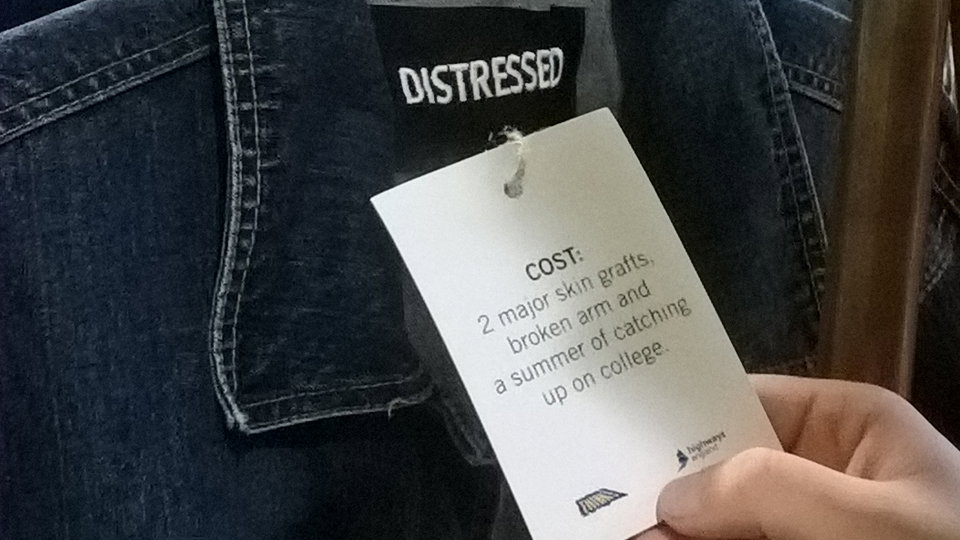 DISTRESSED
COST:
2 major skin grafts,
broken arm and
a summer of catching
up on college.
highways
england